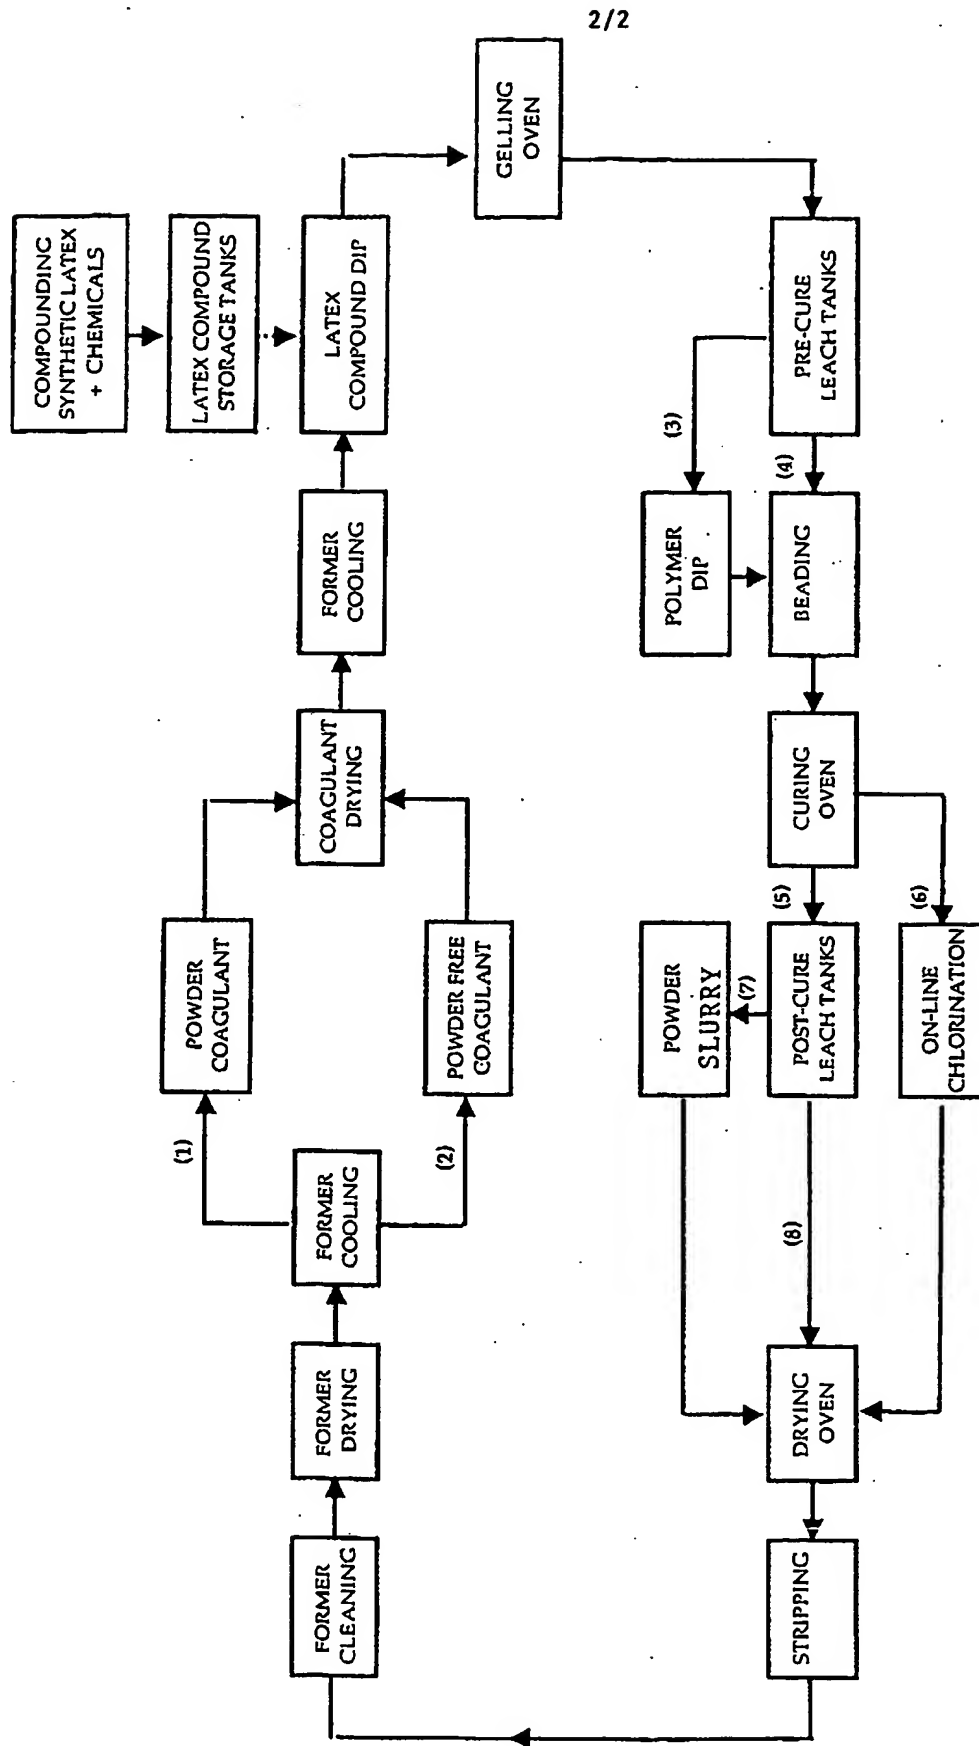 2/2
COMPOUNDING
SYNTHETIC LATEX
+ CHEMICALS
LATEX COMPOUND
STORAGE TANKS
FORMER
CLEANING
FORMER
DRYING
FORMER
COOLING
(1)
POWDER
COAGULANT
(2)
POWDER FREE
COAGULANT
COAGULANT
DRYING
FORMER
COOLING
LATEX
COMPOUND DIP
GELLING
OVEN
PRE-CURE
LEACH TANKS
(3)
POLYMER
DIP
(4)
BEADING
CURING
OVEN
(5)
POST-CURE
LEACH TANKS
(6)
ON-LINE
CHLORINATION
(7)
POWDER
SLURRY
(8)
DRYING
OVEN
STRIPPING